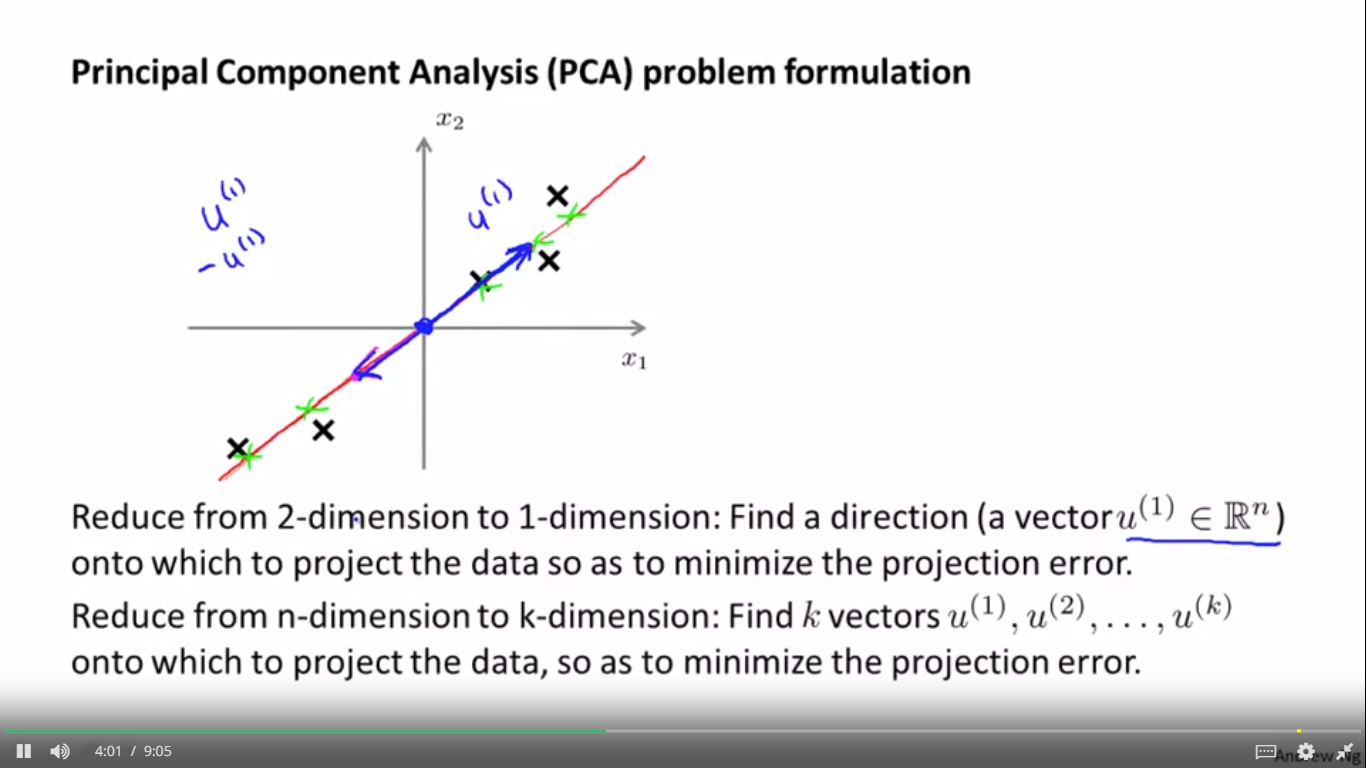 Principal Component Analysis (PCA) problem formulation
x₂
u⁽¹⁾
-u⁽¹⁾
u⁽¹⁾
x₁
Reduce from 2-dimension to 1-dimension: Find a direction (a vector u⁽¹⁾ ∈ ℝⁿ)
onto which to project the data so as to minimize the projection error.
Reduce from n-dimension to k-dimension: Find k vectors u⁽¹⁾, u⁽²⁾, . . . , u⁽ᵏ⁾
onto which to project the data, so as to minimize the projection error.
4:01 / 9:05
Andrew Ng